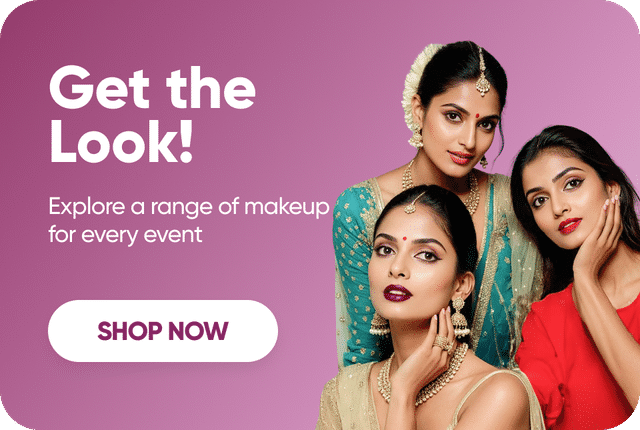 Get the
Look!
Explore a range of makeup
for every event
SHOP NOW